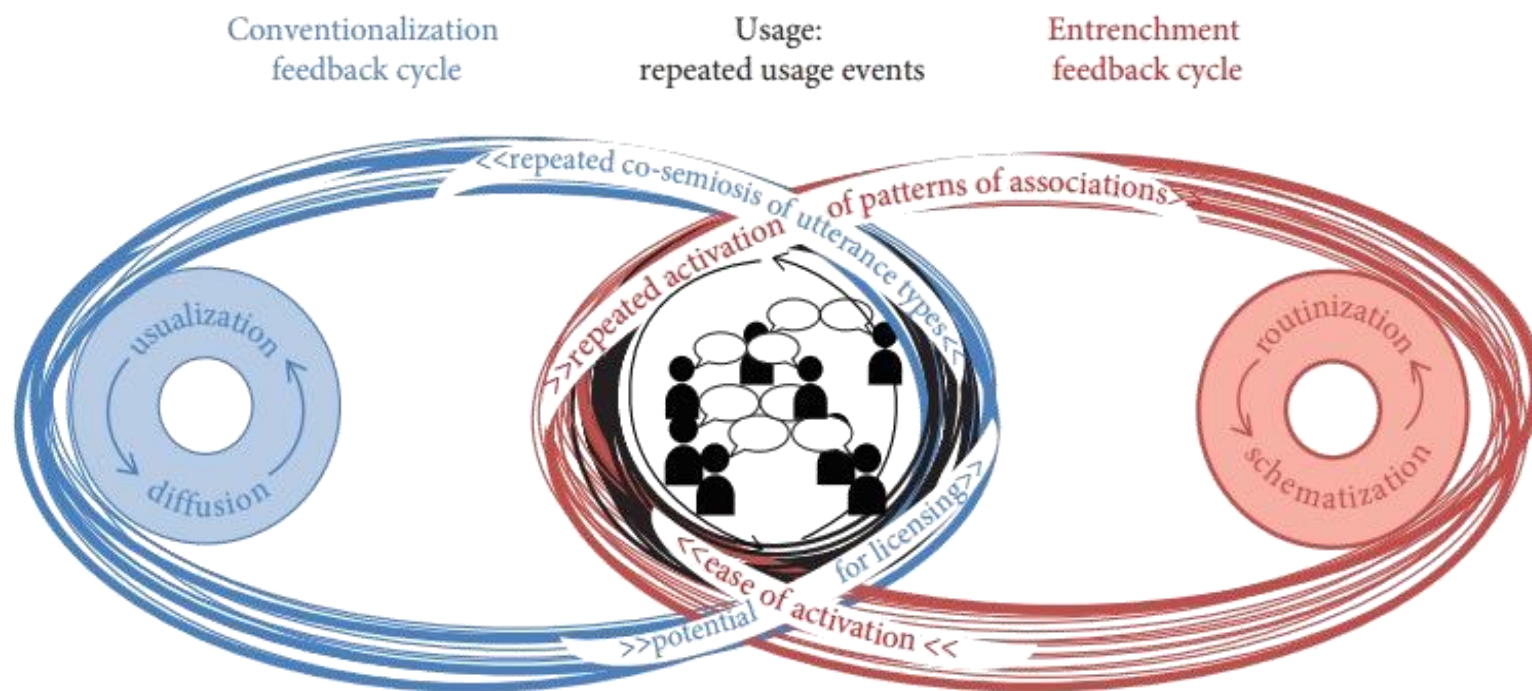 Conventionalization
feedback cycle
Usage:
repeated usage events
Entrenchment
feedback cycle
<<repeated co-semiosis of utterance types<<
>>repeated activation of patterns of associations>>
usualization
diffusion
routinization
schematization
>>potential for licensing>>
<<ease of activation <<